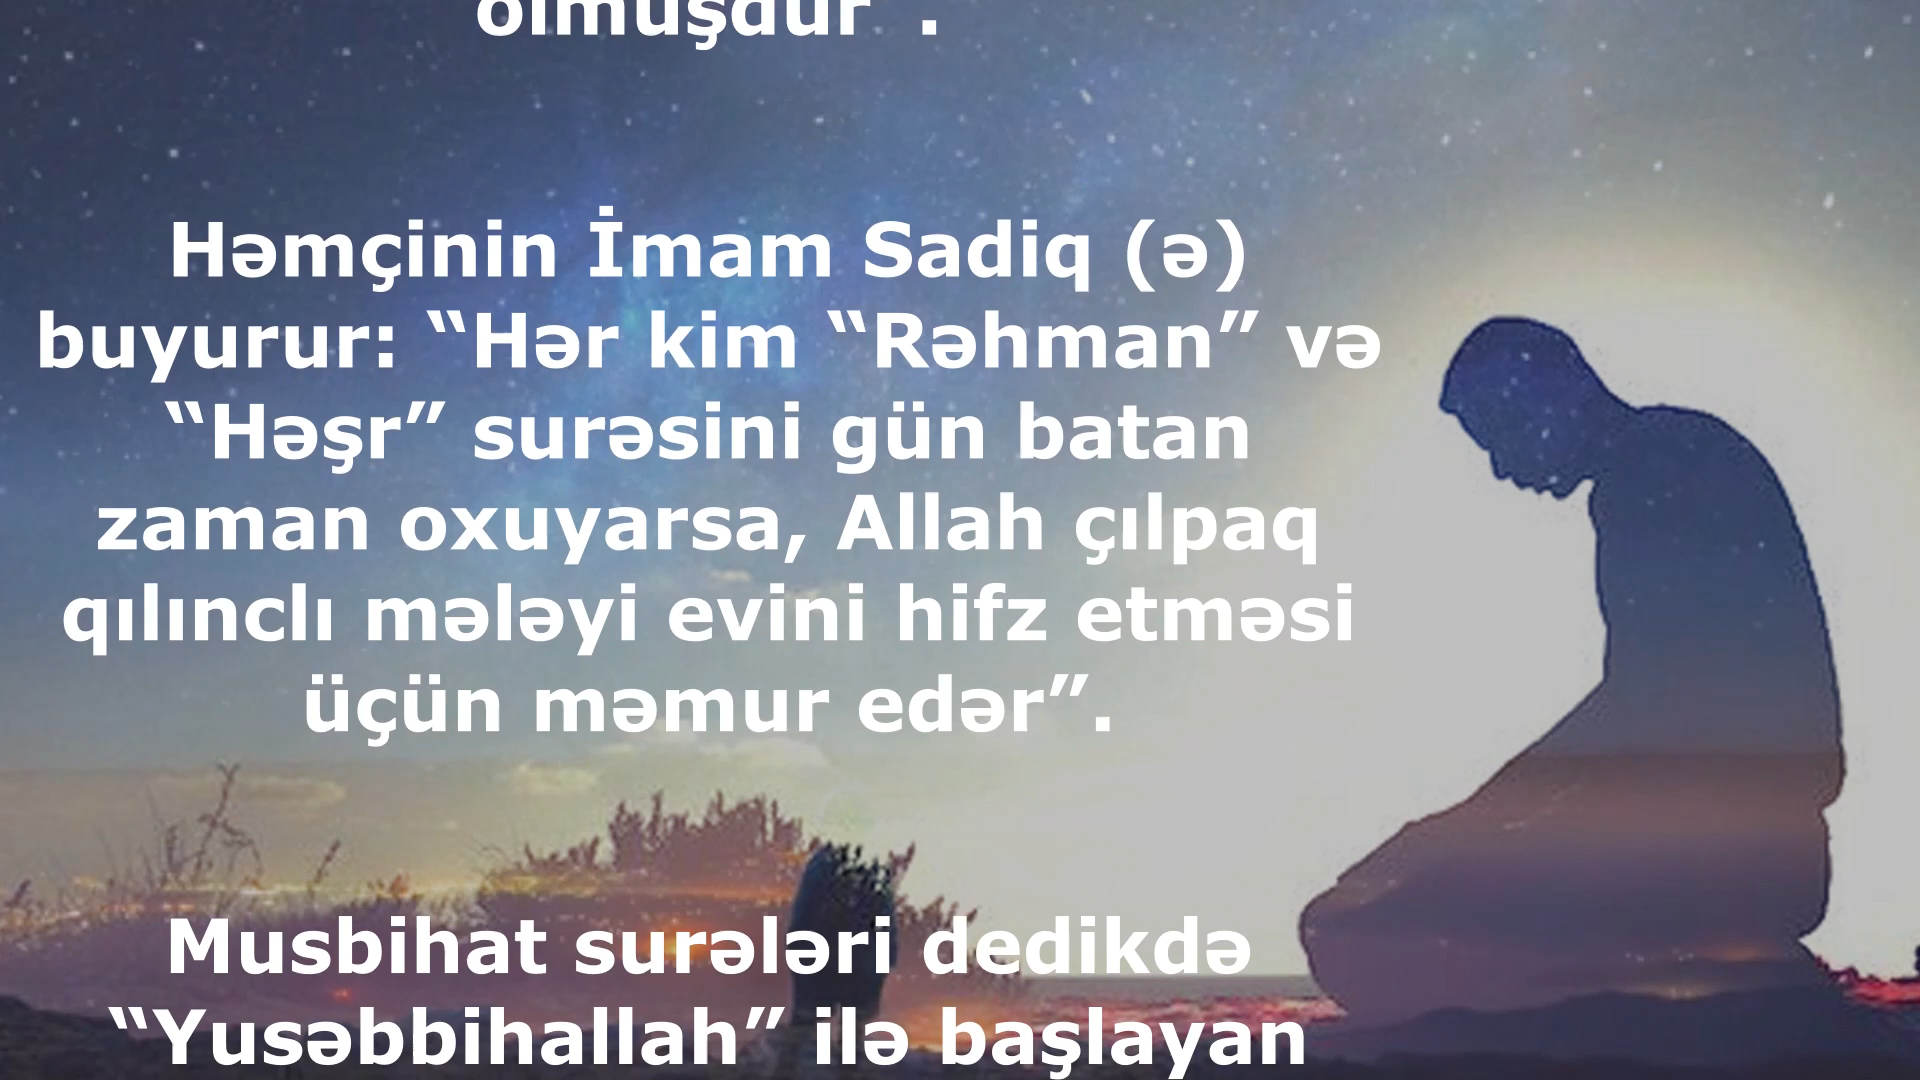 olmuşdur”.
Həmçinin İmam Sadiq (ə)
buyurur: “Hər kim “Rəhman” və
“Həşr” surəsini gün batan
zaman oxuyarsa, Allah çılpaq
qılınclı mələyi evini hifz etməsi
üçün məmur edər”.
Musbihat surələri dedikdə
“Yusəbbihallah” ilə başlayan